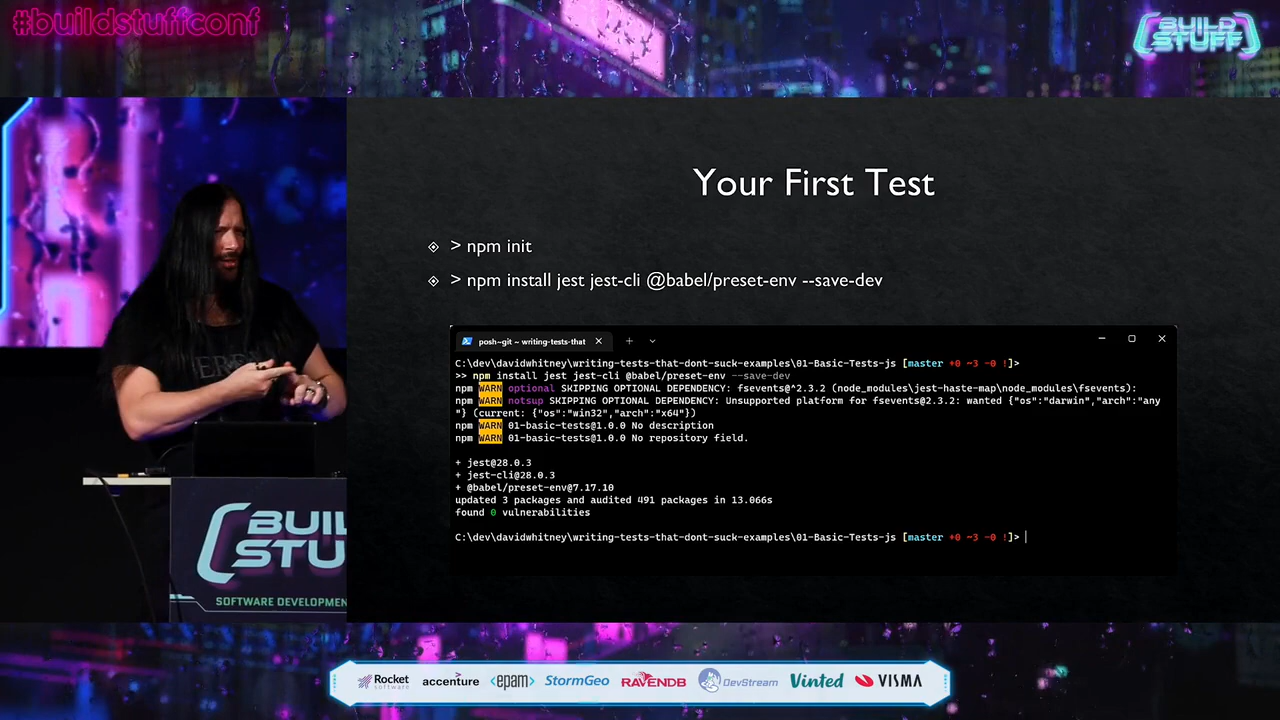 #buildstuffconf
BUILD
STUFF
Your First Test
> npm init
> npm install jest jest-cli @babel/preset-env --save-dev
posh~git ~ writing-tests-that
C:\dev\davidwhitney\writing-tests-that-dont-suck-examples\01-Basic-Tests-js [master +0 ~3 -0 !]>
>> npm install jest jest-cli @babel/preset-env --save-dev
npm WARN optional SKIPPING OPTIONAL DEPENDENCY: fsevents@^2.3.2 (node_modules\jest-haste-map\node_modules\fsevents):
npm WARN notsup SKIPPING OPTIONAL DEPENDENCY: Unsupported platform for fsevents@2.3.2: wanted {"os":"darwin","arch":"any
"} (current: {"os":"win32","arch":"x64"})
npm WARN 01-basic-tests@1.0.0 No description
npm WARN 01-basic-tests@1.0.0 No repository field.
+ jest@28.0.3
+ jest-cli@28.0.3
+ @babel/preset-env@7.17.10
updated 3 packages and audited 491 packages in 13.066s
found 0 vulnerabilities
C:\dev\davidwhitney\writing-tests-that-dont-suck-examples\01-Basic-Tests-js [master +0 ~3 -0 !]>
BUIL
STU
SOFTWARE DEVELOPMEN
Rocket software accenture <epam> StormGeo RAVENDB DevStream Vinted VISMA